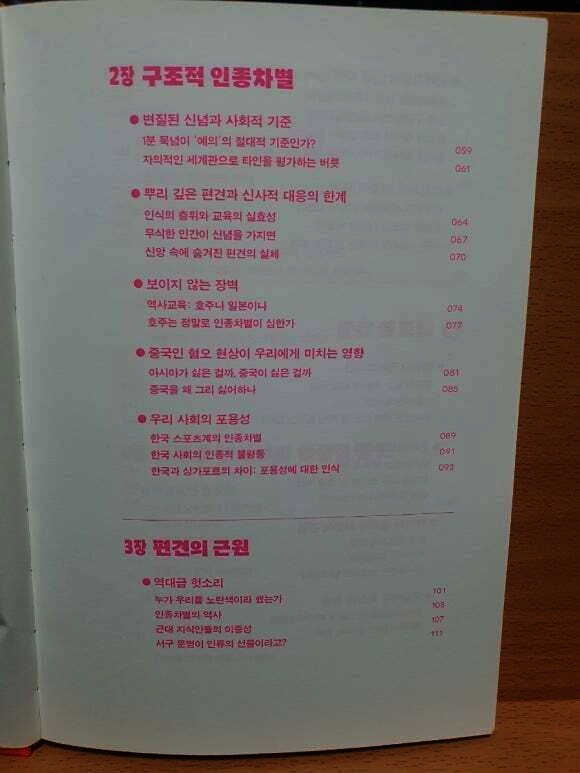 2장 구조적 인종차별
● 변질된 신념과 사회적 기준
1분 묵념이 '예의'의 절대적 기준인가? 059
자의적인 세계관으로 타인을 평가하는 버릇 061
● 뿌리 깊은 편견과 신사적 대응의 한계
인식의 층위와 교육의 실효성 064
무식한 인간이 신념을 가지면 067
신앙 속에 숨겨진 편견의 실체 070
● 보이지 않는 장벽
역사교육: 호주나 일본이나 074
호주는 정말로 인종차별이 심한가 077
● 중국인 혐오 현상이 우리에게 미치는 영향
아시아가 싫은 걸까, 중국이 싫은 걸까 081
중국을 왜 그리 싫어하나 085
● 우리 사회의 포용성
한국 스포츠계의 인종차별 089
한국 사회의 인종적 불평등 091
한국과 싱가포르의 차이: 포용성에 대한 인식 093
3장 편견의 근원
● 역대급 헛소리
누가 우리를 노란색이라 했는가 101
인종차별의 역사 103
근대 지식인들의 이중성 107
서구 문명이 인류의 선물이라고? 111